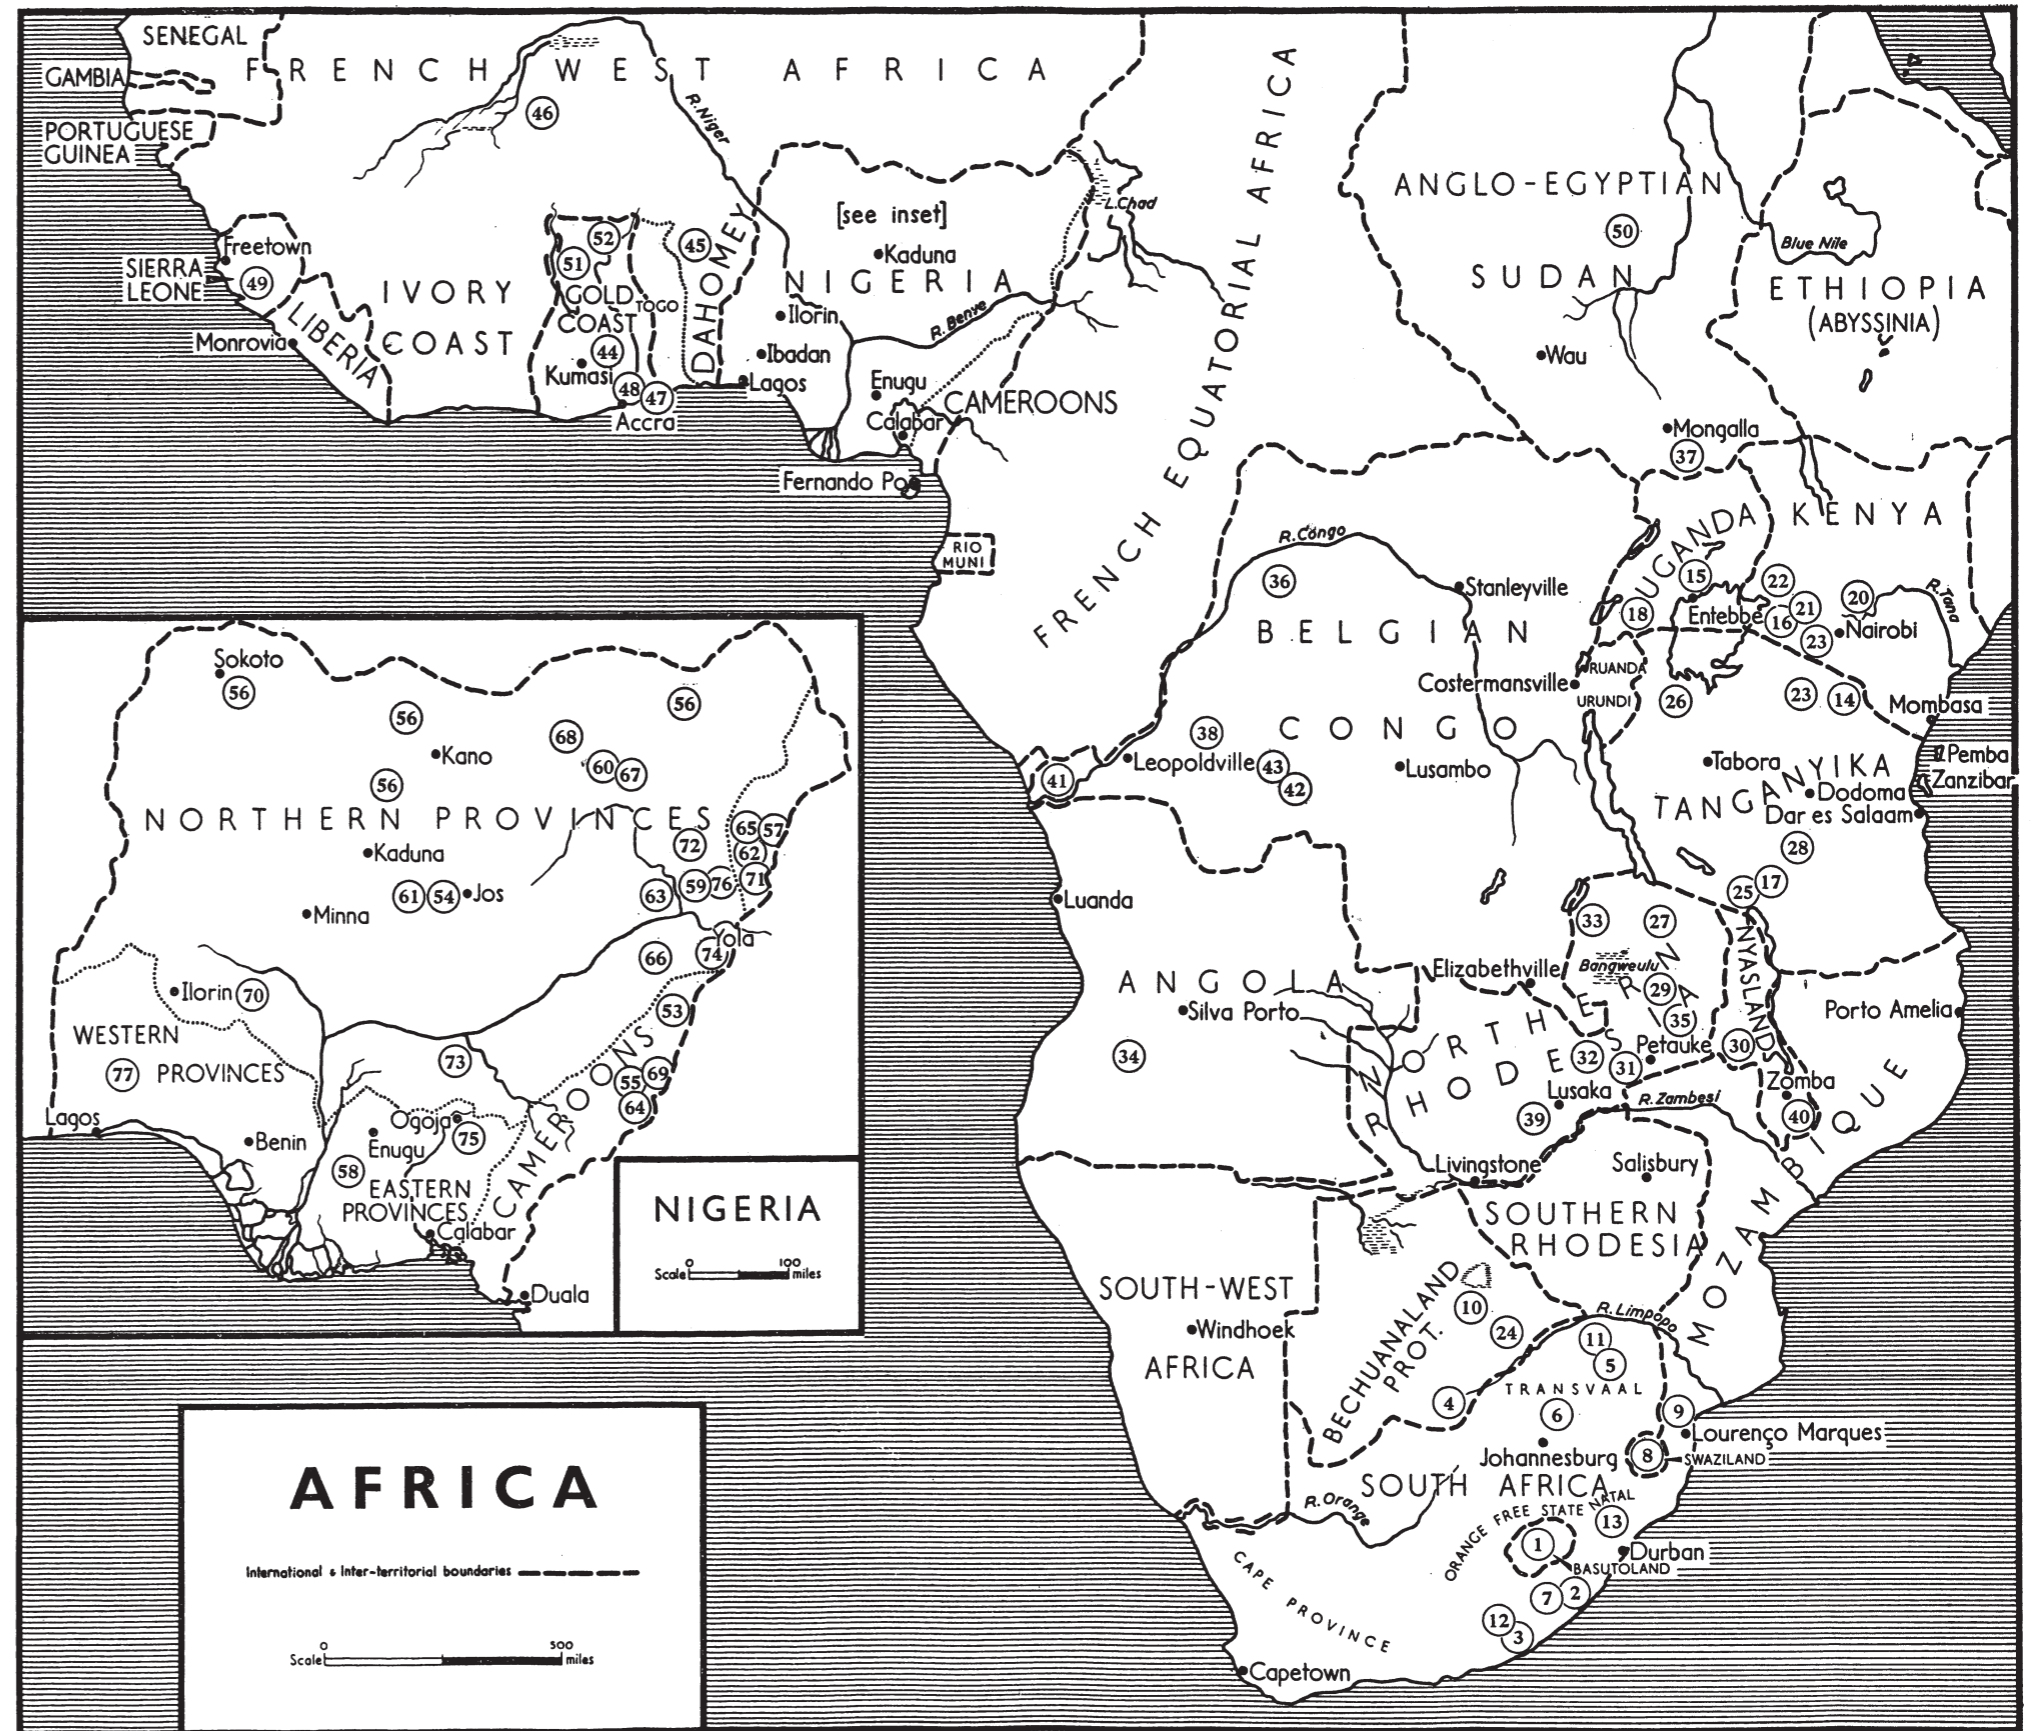 SENEGAL
GAMBIA
PORTUGUESE
GUINEA
FRENCH WEST AFRICA
46
R.Niger
Freetown
SIERRA
LEONE
49
LIBERIA
Monrovia
IVORY
COAST
52
51
GOLD
COAST
TOGO
45
DAHOMEY
44
Kumasi
48
47
Accra
[see inset]
Kaduna
NIGERIA
Ilorin
Ibadan
Lagos
R. Benve
Enugu
Calabar
CAMEROONS
Fernando Po
L.Chad
RIO
MUNI
FRENCH EQUATORIAL AFRICA
ANGLO-EGYPTIAN
50
SUDAN
Wau
Mongalla
37
Blue Nile
ETHIOPIA
(ABYSSINIA)
UGANDA
KENYA
15
18
Entebbe
22
16
21
20
23
Nairobi
R.Tana
R.Congo
36
Stanleyville
BELGIAN
CONGO
Costermansville
RUANDA
URUNDI
26
23
14
Mombasa
38
Leopoldville
43
42
41
Lusambo
Tabora
TANGANYIKA
Dodoma
Dar es Salaam
Pemba
Zanzibar
28
17
25
Luanda
ANGOLA
Silva Porto
34
33
27
Elizabethville
Bangweulu
29
35
NORTHERN
RHODESIA
32
31
Petauke
Lusaka
39
NYASLAND
30
Zomba
40
Porto Amelia
R. Zambesi
MOZAMBIQUE
Livingstone
Salisbury
SOUTHERN
RHODESIA
SOUTH-WEST
Windhoek
AFRICA
BECHUANALAND
PROT.
10
24
R. Limpopo
11
5
TRANSVAAL
4
6
9
Lourenço Marques
Johannesburg
8
SWAZILAND
SOUTH AFRICA
R. Orange
ORANGE FREE STATE
NATAL
13
1
Durban
BASUTOLAND
7
2
12
3
CAPE PROVINCE
Capetown
Sokoto
56
56
56
Kano
56
68
60
67
NORTHERN PROVINCES
Kaduna
61
54
Jos
Minna
72
65
57
62
71
63
59
76
Yola
74
66
Ilorin
70
WESTERN
PROVINCES
77
Lagos
Benin
73
53
CAMEROONS
55
69
64
Ogoja
75
Enugu
58
EASTERN
PROVINCES
Calabar
Duala
NIGERIA
0 100
Scale miles
AFRICA
International & Inter-territorial boundaries
0 500
Scale miles